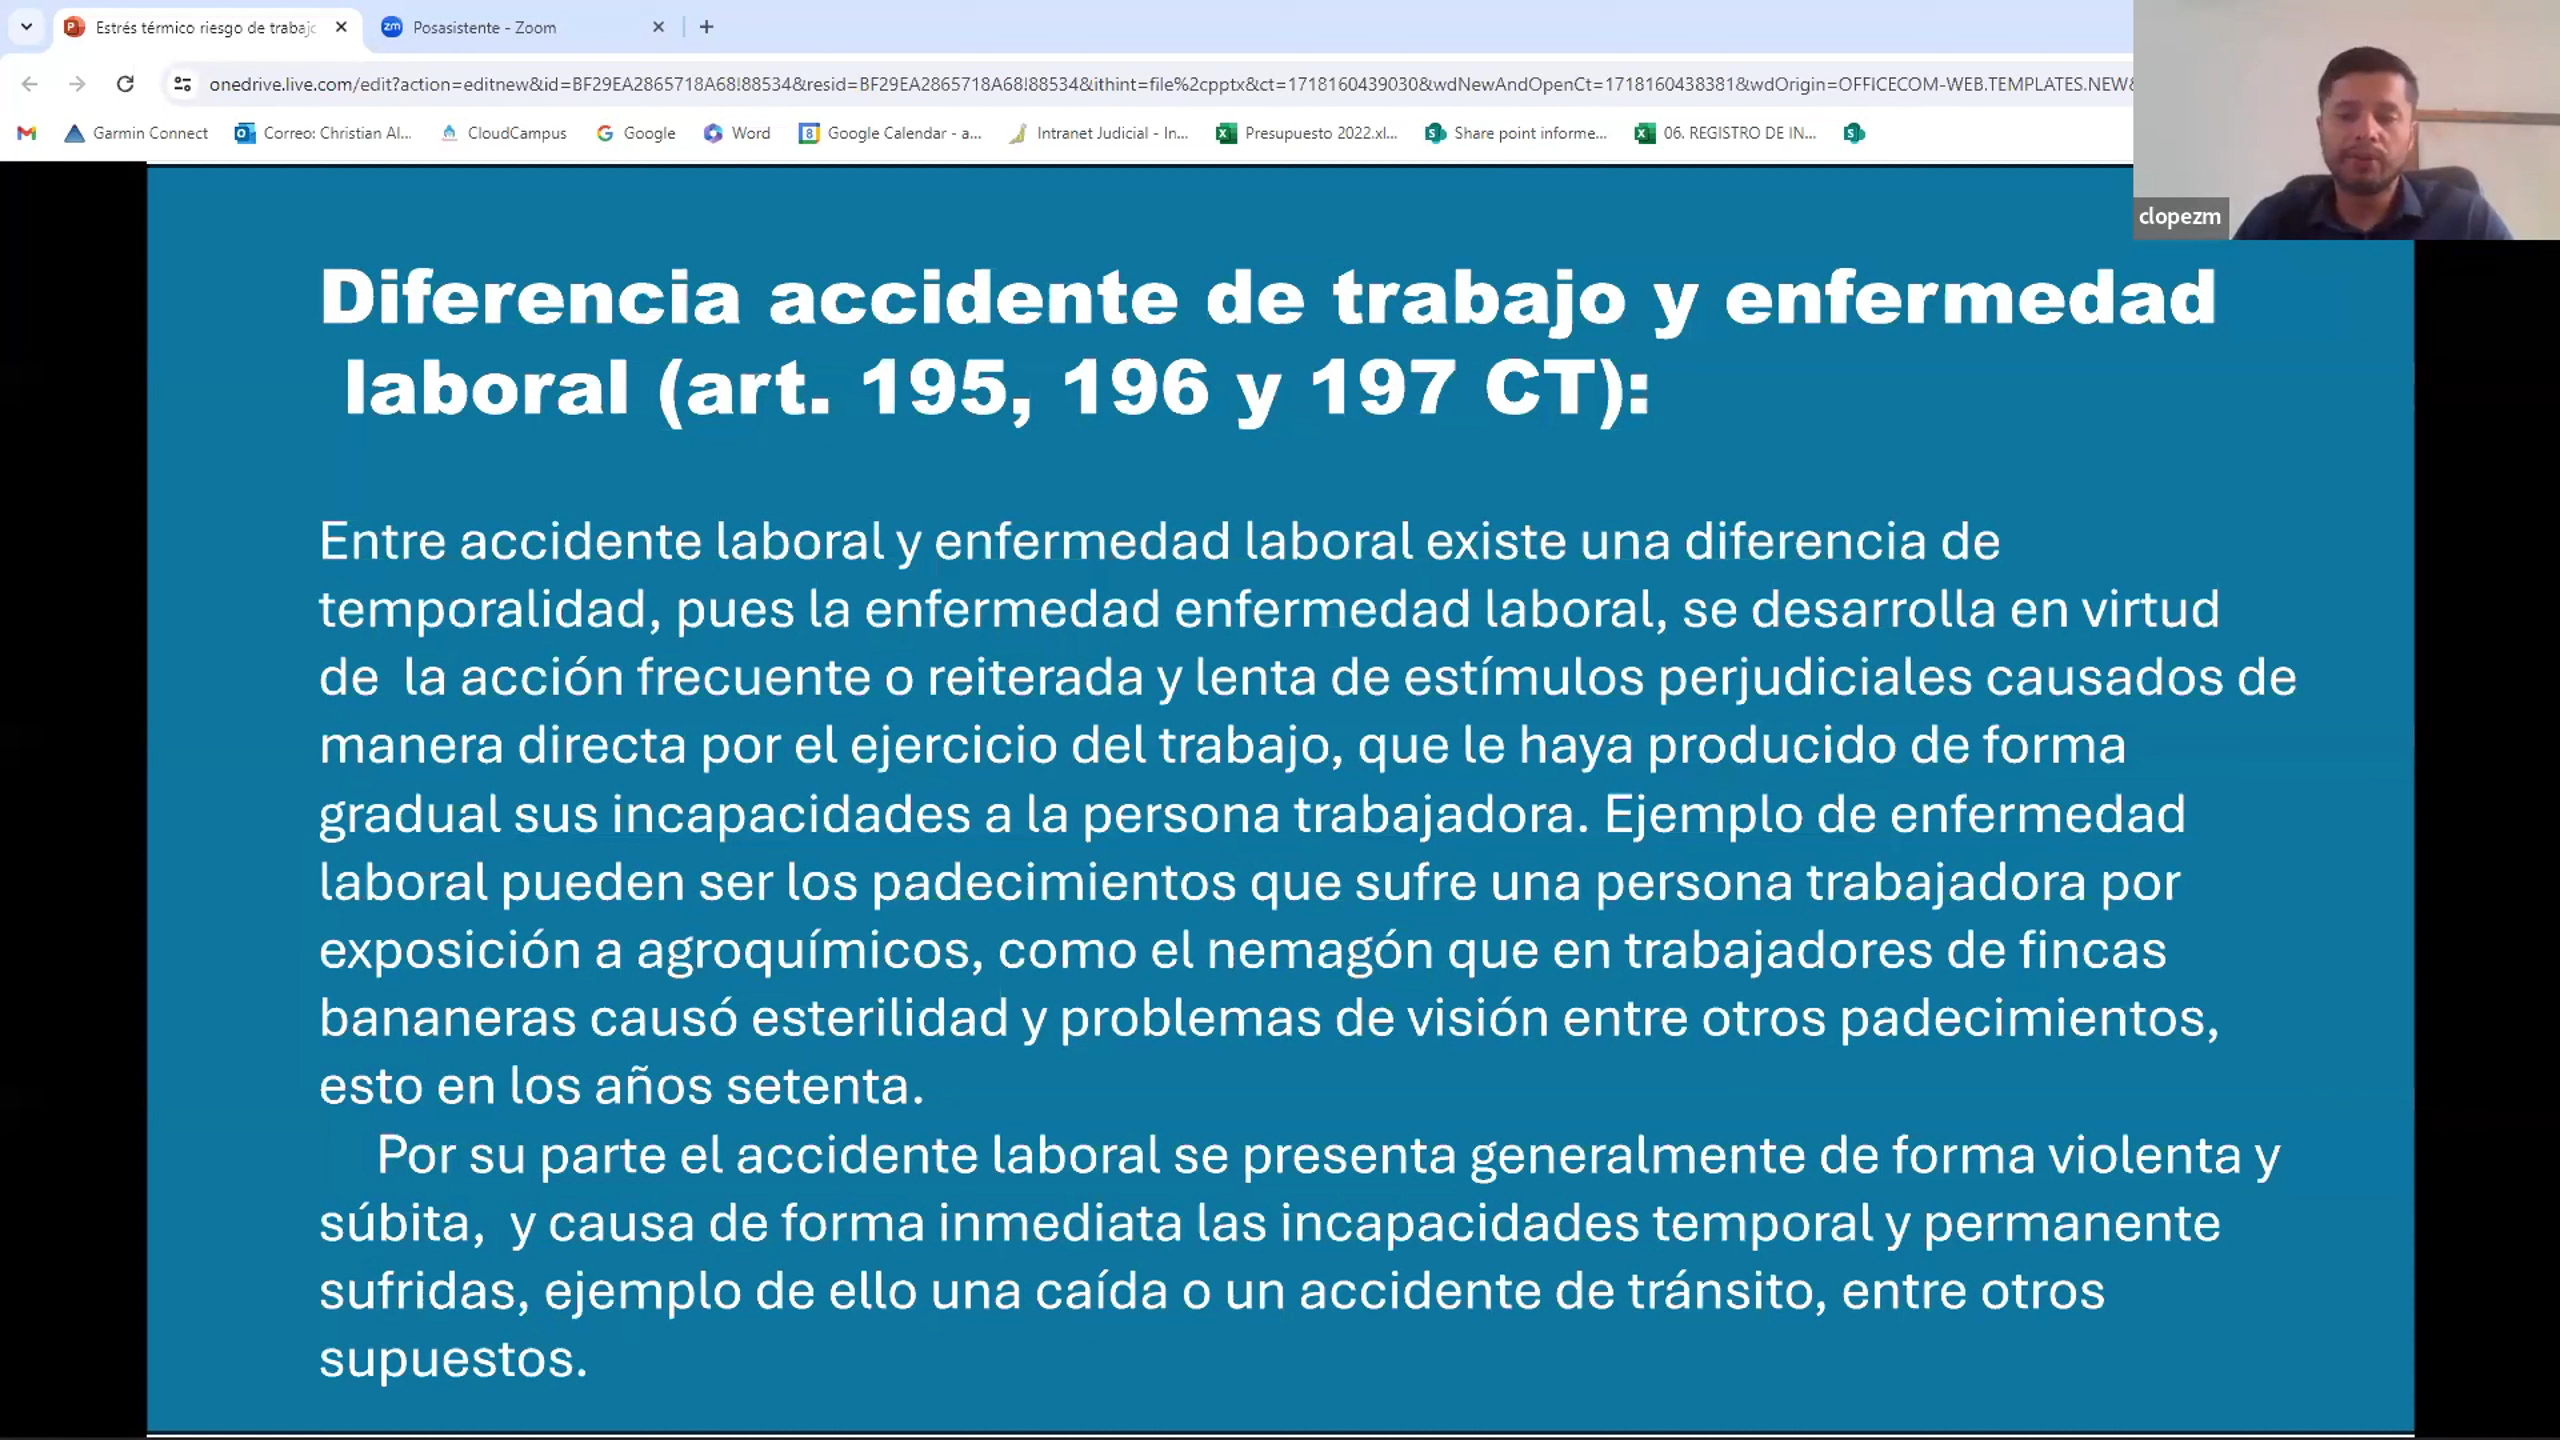 Estrés térmico riesgo de trabajo
Posasistente - Zoom
onedrive.live.com/edit?action=editnew&id=BF29EA2865718A68!88534&resid=BF29EA2865718A68!88534&ithint=file%2cpptx&ct=1718160439030&wdNewAndOpenCt=1718160438381&wdOrigin=OFFICECOM-WEB.TEMPLATES.NEW&
Garmin Connect
Correo: Christian Al...
CloudCampus
Google
Word
Google Calendar - a...
Intranet Judicial - In...
Presupuesto 2022.xl...
Share point informe...
06. REGISTRO DE IN...
clopezm
Diferencia accidente de trabajo y enfermedad
laboral (art. 195, 196 y 197 CT):
Entre accidente laboral y enfermedad laboral existe una diferencia de
temporalidad, pues la enfermedad enfermedad laboral, se desarrolla en virtud
de la acción frecuente o reiterada y lenta de estímulos perjudiciales causados de
manera directa por el ejercicio del trabajo, que le haya producido de forma
gradual sus incapacidades a la persona trabajadora. Ejemplo de enfermedad
laboral pueden ser los padecimientos que sufre una persona trabajadora por
exposición a agroquímicos, como el nemagón que en trabajadores de fincas
bananeras causó esterilidad y problemas de visión entre otros padecimientos,
esto en los años setenta.
Por su parte el accidente laboral se presenta generalmente de forma violenta y
súbita, y causa de forma inmediata las incapacidades temporal y permanente
sufridas, ejemplo de ello una caída o un accidente de tránsito, entre otros
supuestos.